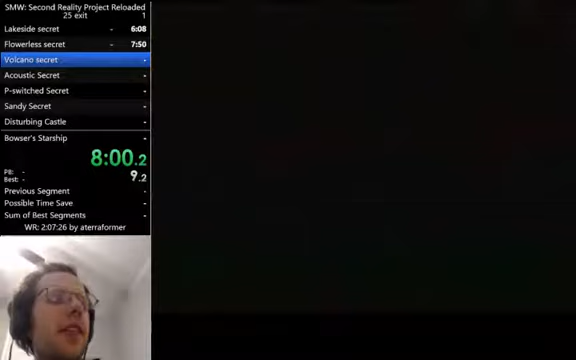 SMW: Second Reality Project Reloaded
25 exit 1
Lakeside secret - 6:08
Flowerless secret - 7:50
Volcano secret -
Acoustic Secret -
P-switched Secret -
Sandy Secret -
Disturbing Castle -
Bowser's Starship -
8:00.2
PB: -
Best: -
9.2
Previous Segment -
Possible Time Save -
Sum of Best Segments -
WR: 2:07:26 by aterraformer